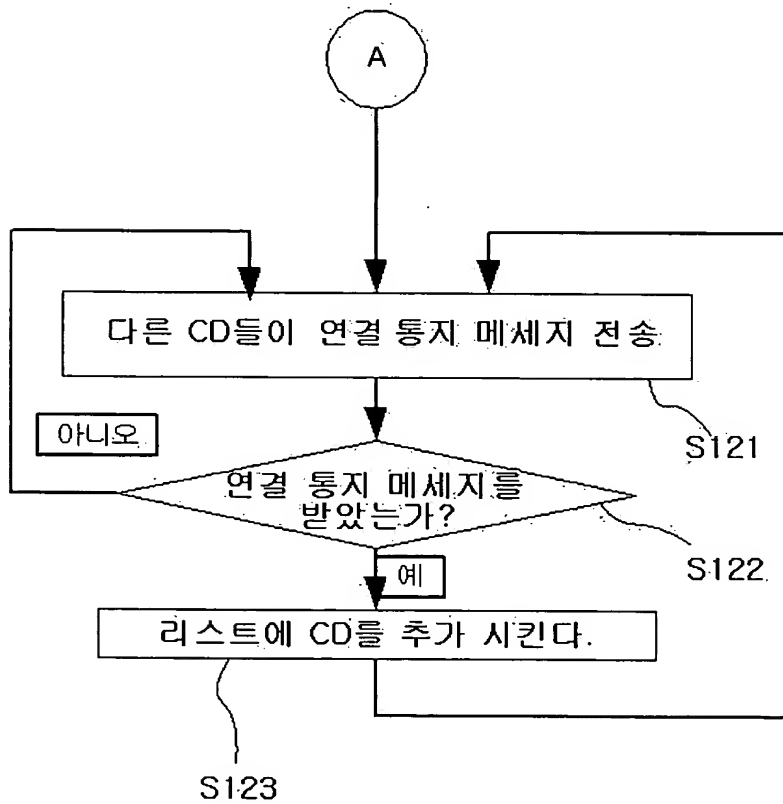 A
다른 CD들이 연결 통지 메세지 전송
S121
아니오
연결 통지 메세지를
받았는가?
S122
예
리스트에 CD를 추가 시킨다.
S123